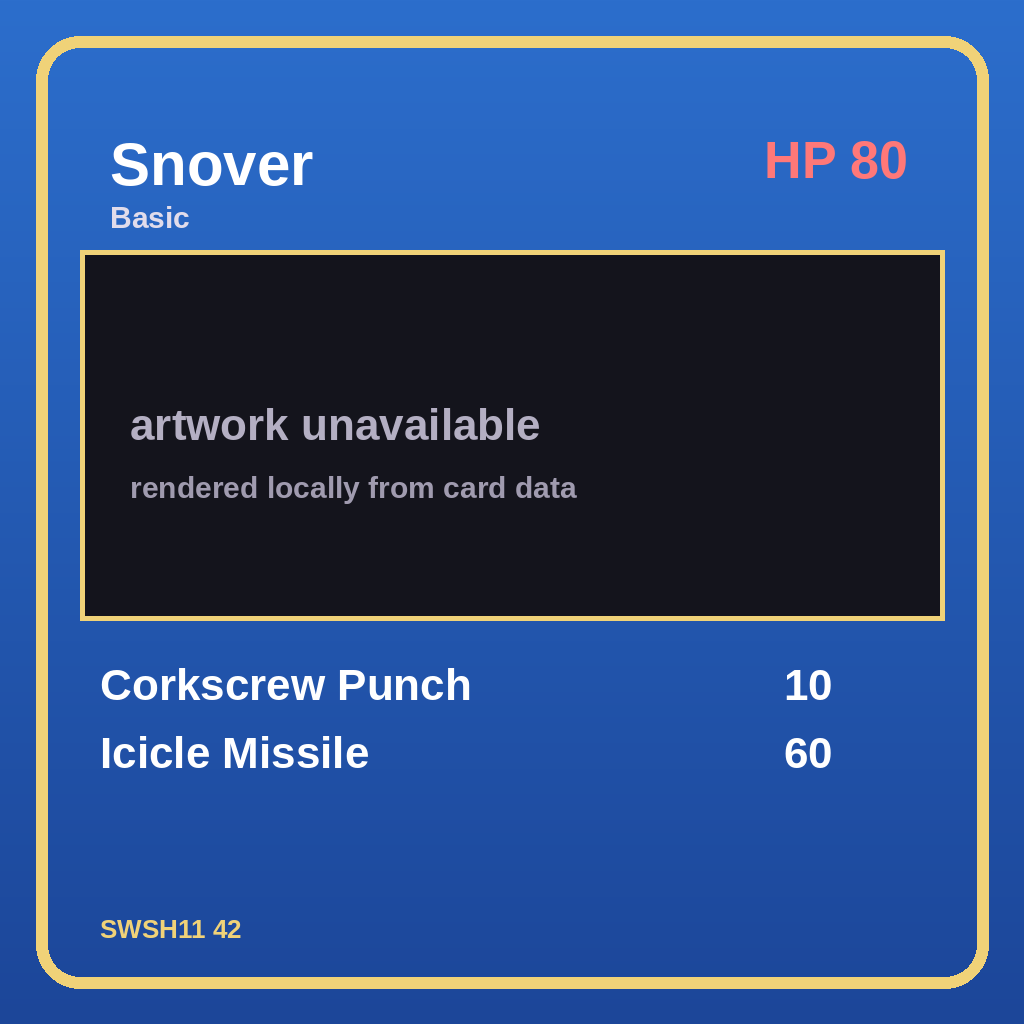 Snover
HP 80
Basic
artwork unavailable
rendered locally from card data
Corkscrew Punch 10
Icicle Missile 60
SWSH11 42